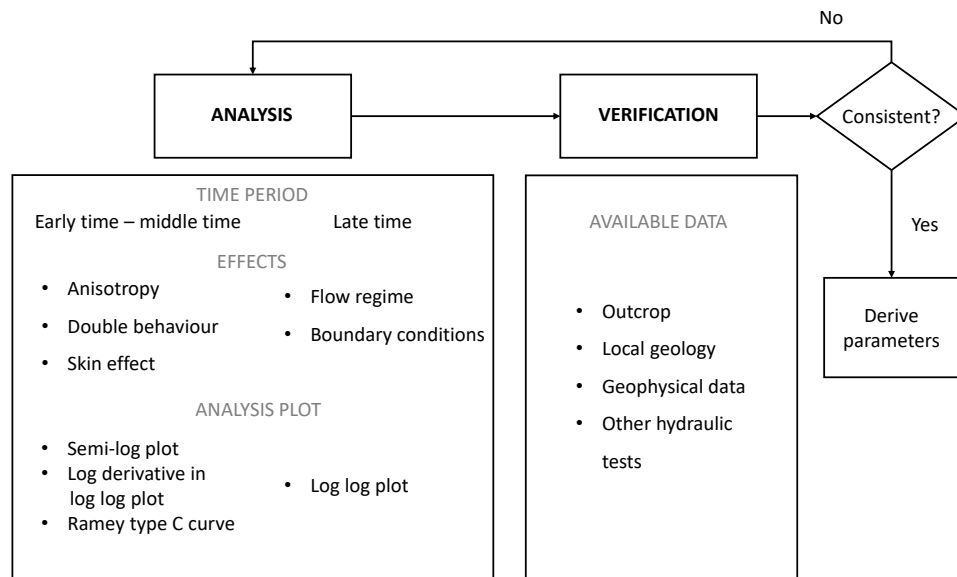 No
ANALYSIS
VERIFICATION
Consistent?
TIME PERIOD
Early time – middle time
Late time
EFFECTS
• Anisotropy
• Double behaviour
• Skin effect
• Flow regime
• Boundary conditions
ANALYSIS PLOT
• Semi-log plot
• Log derivative in
log log plot
• Ramey type C curve
• Log log plot
AVAILABLE DATA
• Outcrop
• Local geology
• Geophysical data
• Other hydraulic
tests
Yes
Derive
parameters